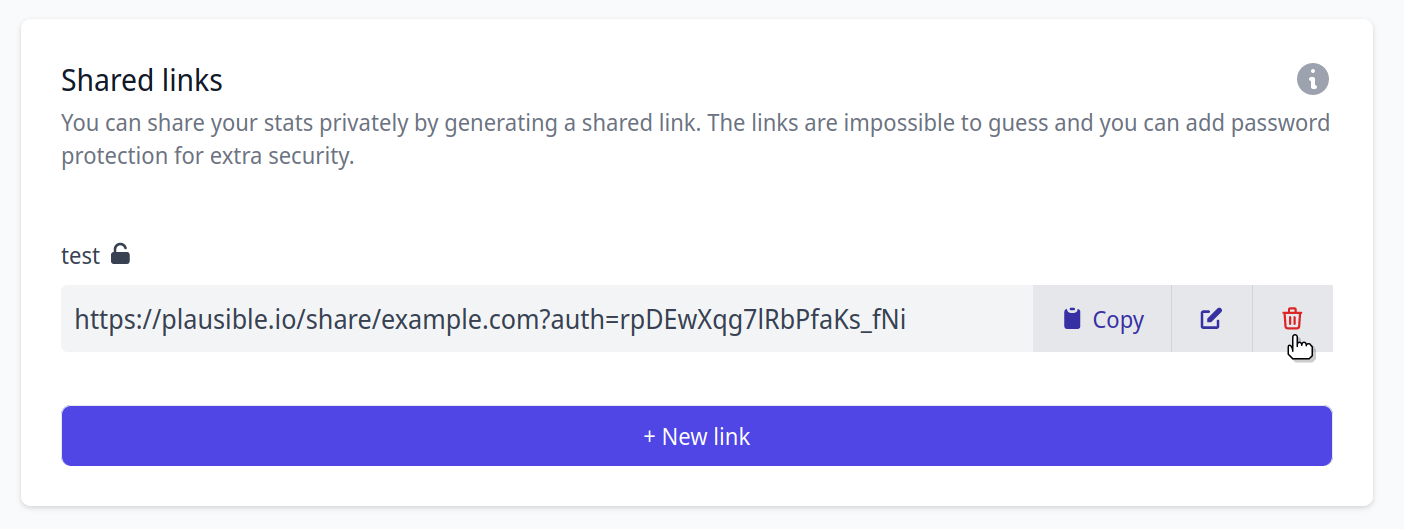 Shared links
You can share your stats privately by generating a shared link. The links are impossible to guess and you can add password
protection for extra security.
test
https://plausible.io/share/example.com?auth=rpDEwXqg7lRbPfaKs_fNi
Copy
+ New link